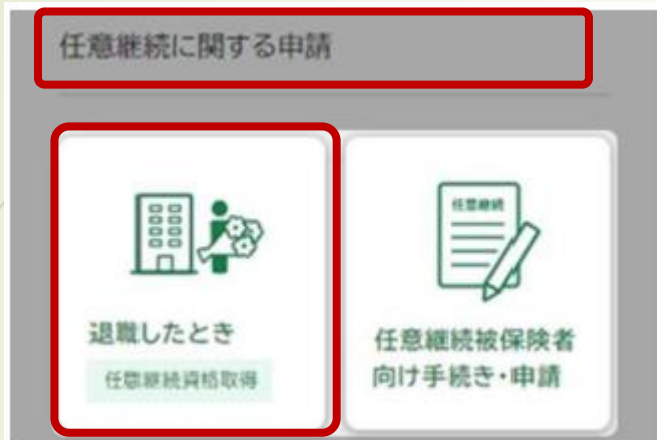 任意継続に関する申請
任意継続
退職したとき
任意継続資格取得
任意継続被保険者
向け手続き・申請